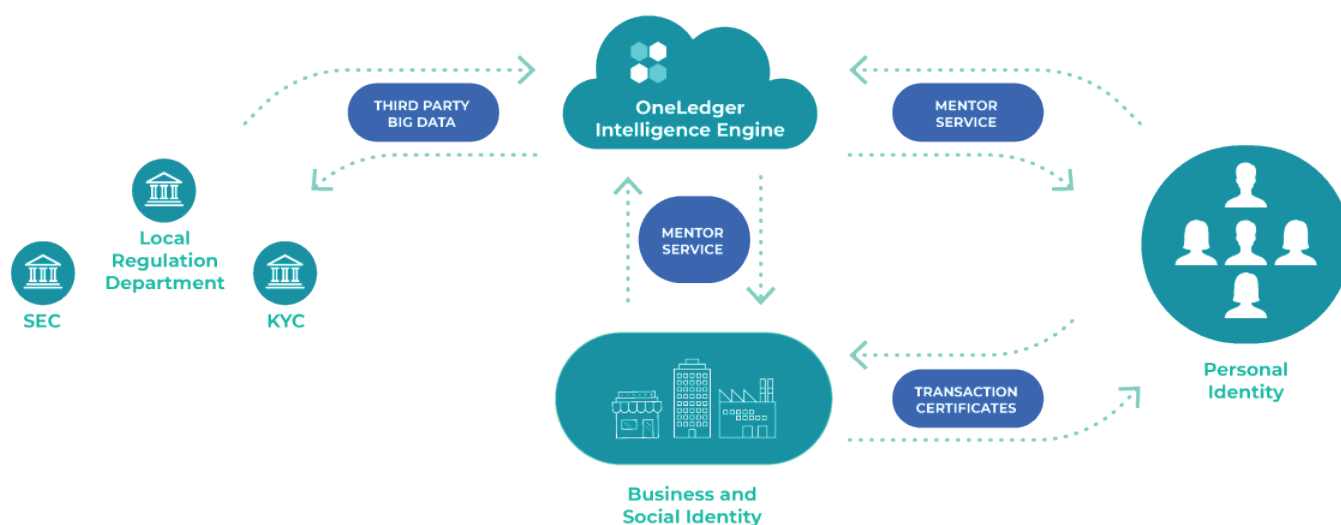 OneLedger
Intelligence Engine
THIRD PARTY
BIG DATA
MENTOR
SERVICE
Local
Regulation
Department
SEC
KYC
MENTOR
SERVICE
Personal
Identity
TRANSACTION
CERTIFICATES
Business and
Social Identity